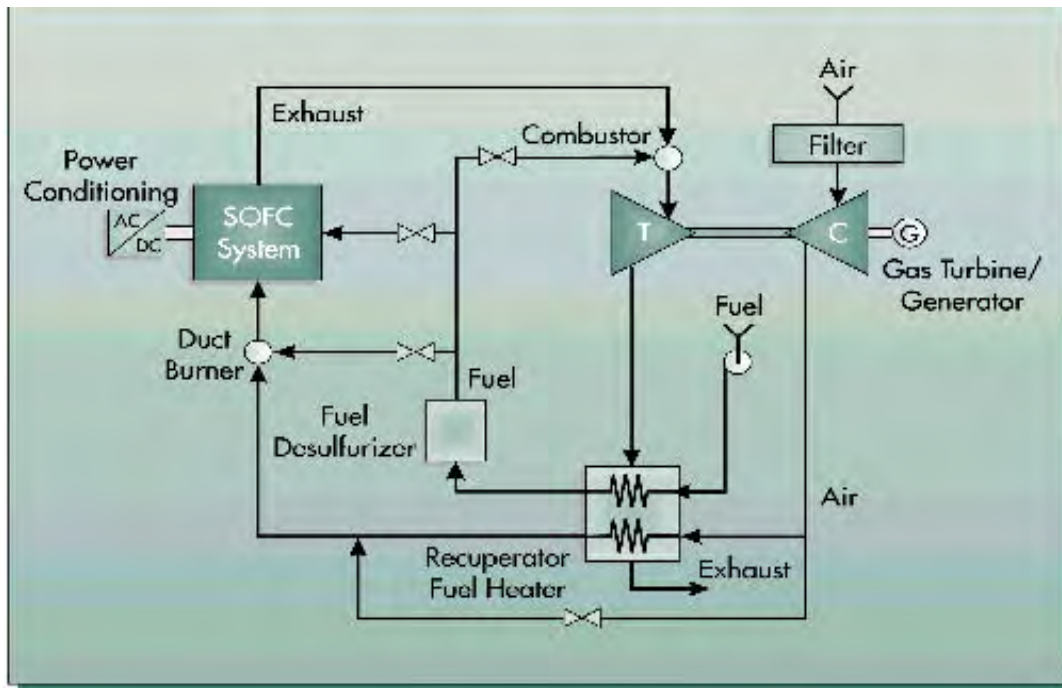 Air
Exhaust
Combustor
Filter
Power
Conditioning
AC
DC
SOFC
System
T
C
G
Gas Turbine/
Generator
Fuel
Duct
Burner
Fuel
Fuel
Desulfurizer
Air
Recuperator
Fuel Heater
Exhaust